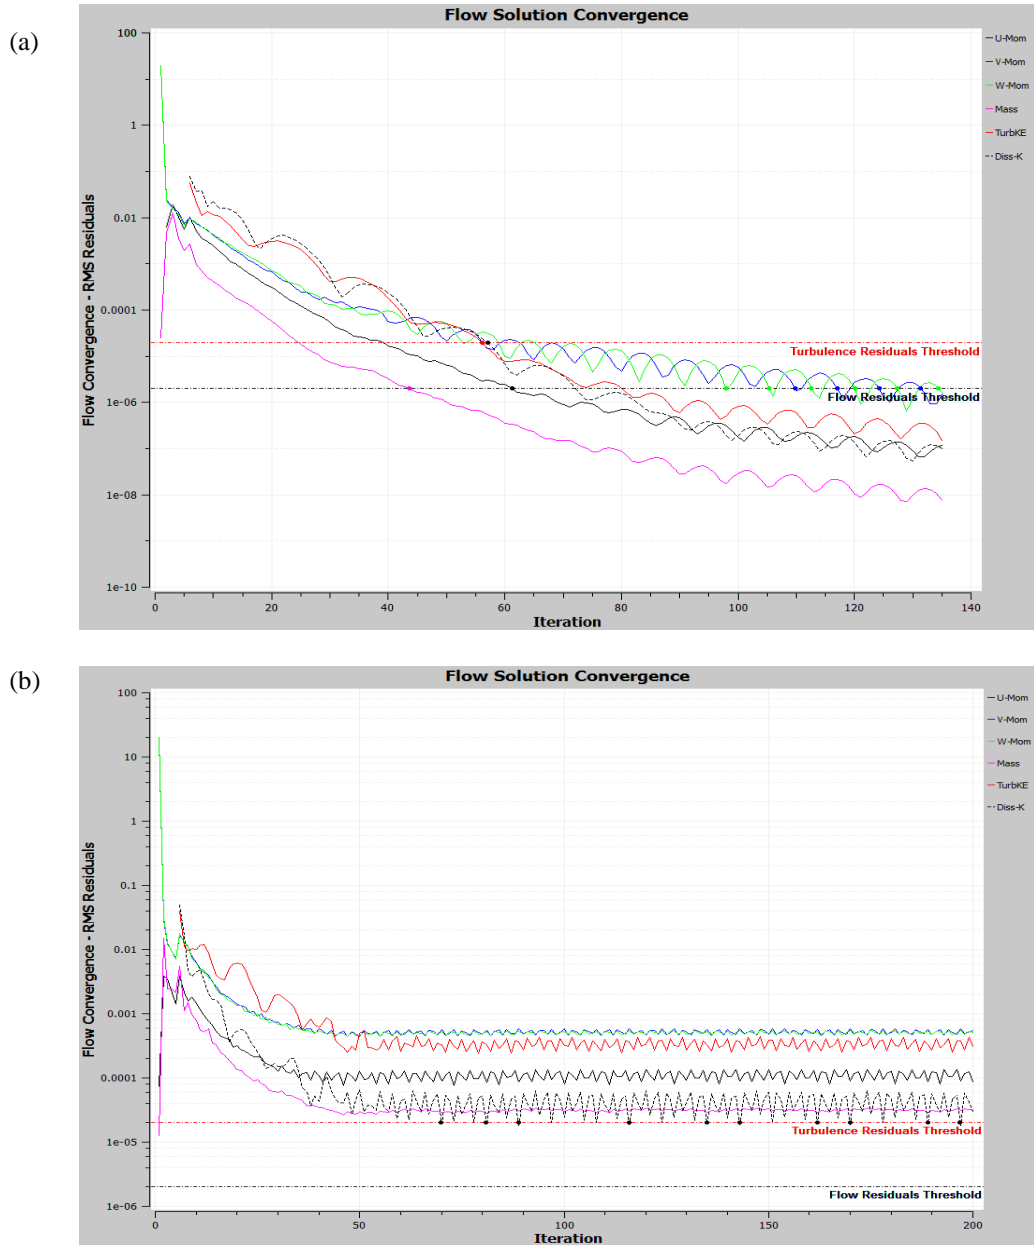 (a)
Flow Solution Convergence
Flow Convergence - RMS Residuals
100
1
0.01
0.0001
1e-06
1e-08
1e-10
0
20
40
60
80
100
120
140
Iteration
Turbulence Residuals Threshold
Flow Residuals Threshold
U-Mom
V-Mom
W-Mom
Mass
TurbKE
Diss-K
(b)
Flow Solution Convergence
Flow Convergence - RMS Residuals
100
10
1
0.1
0.01
0.001
0.0001
1e-05
1e-06
0
50
100
150
200
Iteration
Turbulence Residuals Threshold
Flow Residuals Threshold
U-Mom
V-Mom
W-Mom
Mass
TurbKE
Diss-K